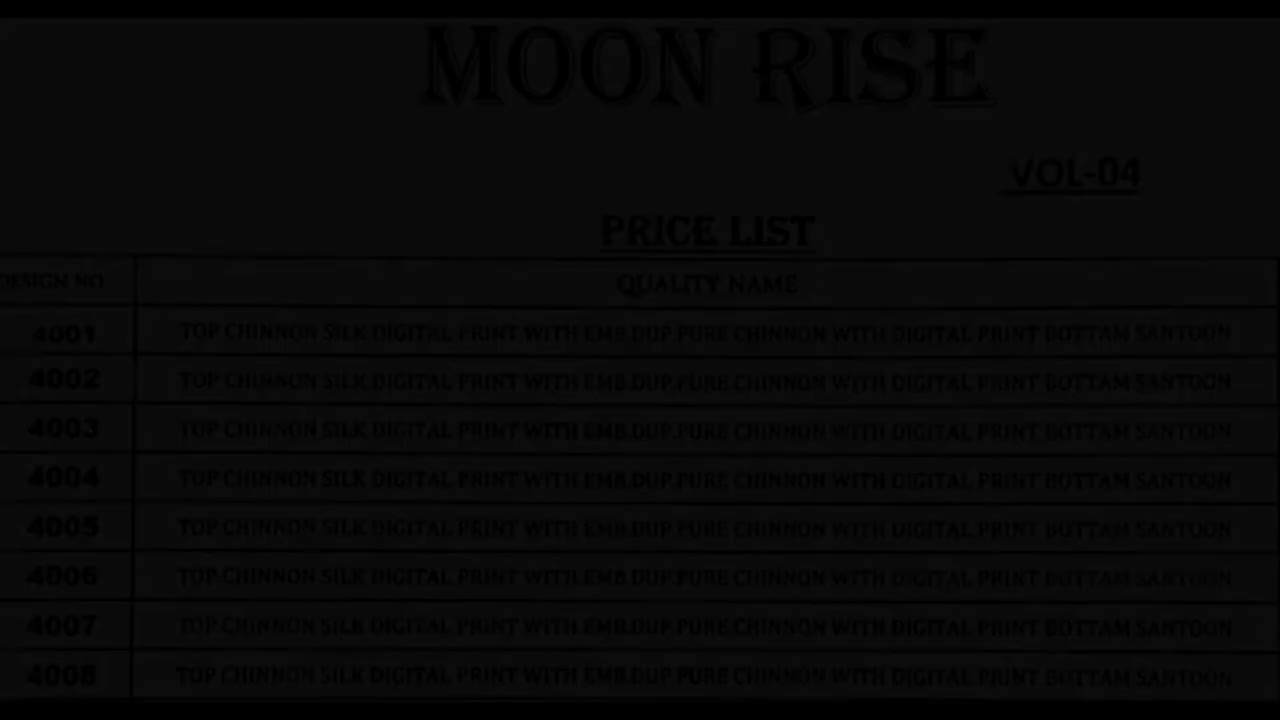 MOON RISE
VOL-04
PRICE LIST
DESIGN NO QUALITY NAME
4001 TOP CHINNON SILK DIGITAL PRINT WITH EMB.DUP.PURE CHINNON WITH DIGITAL PRINT BOTTAM SANTOON
4002 TOP CHINNON SILK DIGITAL PRINT WITH EMB.DUP.PURE CHINNON WITH DIGITAL PRINT BOTTAM SANTOON
4003 TOP CHINNON SILK DIGITAL PRINT WITH EMB.DUP.PURE CHINNON WITH DIGITAL PRINT BOTTAM SANTOON
4004 TOP CHINNON SILK DIGITAL PRINT WITH EMB.DUP.PURE CHINNON WITH DIGITAL PRINT BOTTAM SANTOON
4005 TOP CHINNON SILK DIGITAL PRINT WITH EMB.DUP.PURE CHINNON WITH DIGITAL PRINT BOTTAM SANTOON
4006 TOP CHINNON SILK DIGITAL PRINT WITH EMB.DUP.PURE CHINNON WITH DIGITAL PRINT BOTTAM SANTOON
4007 TOP CHINNON SILK DIGITAL PRINT WITH EMB.DUP.PURE CHINNON WITH DIGITAL PRINT BOTTAM SANTOON
4008 TOP CHINNON SILK DIGITAL PRINT WITH EMB.DUP.PURE CHINNON WITH DIGITAL PRINT BOTTAM SANTOON